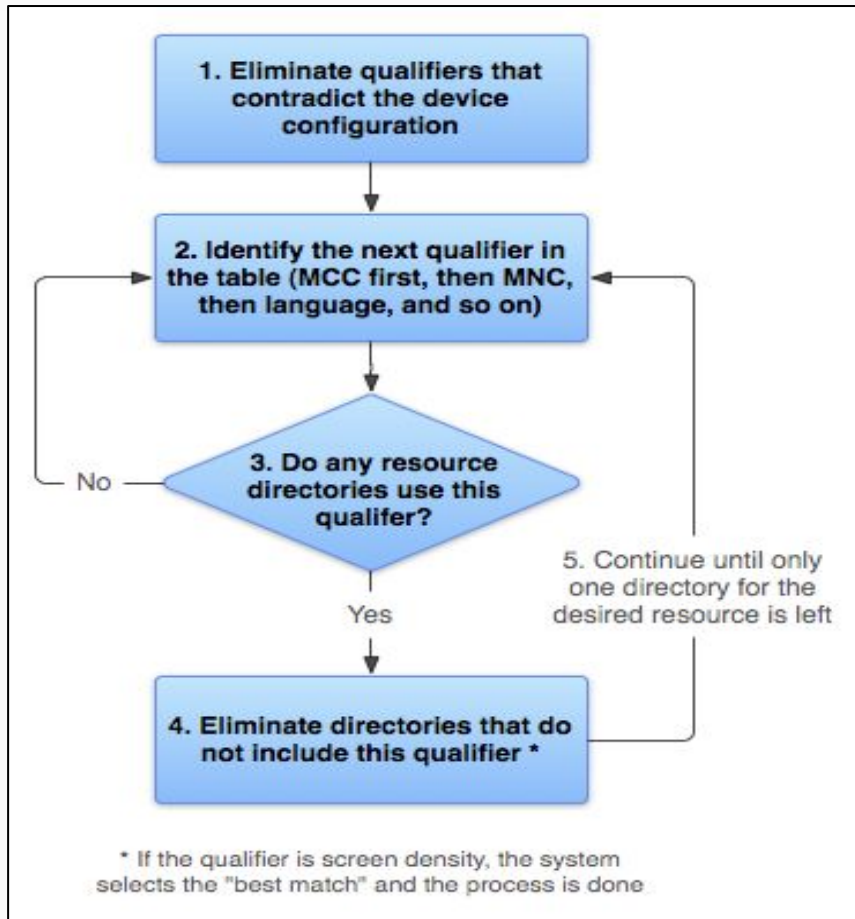 1. Eliminate qualifiers that
contradict the device
configuration
2. Identify the next qualifier in
the table (MCC first, then MNC,
then language, and so on)
3. Do any resource
directories use this
qualifer?
No
Yes
5. Continue until only
one directory for the
desired resource is left
4. Eliminate directories that do
not include this qualifier *
* If the qualifier is screen density, the system
selects the "best match" and the process is done